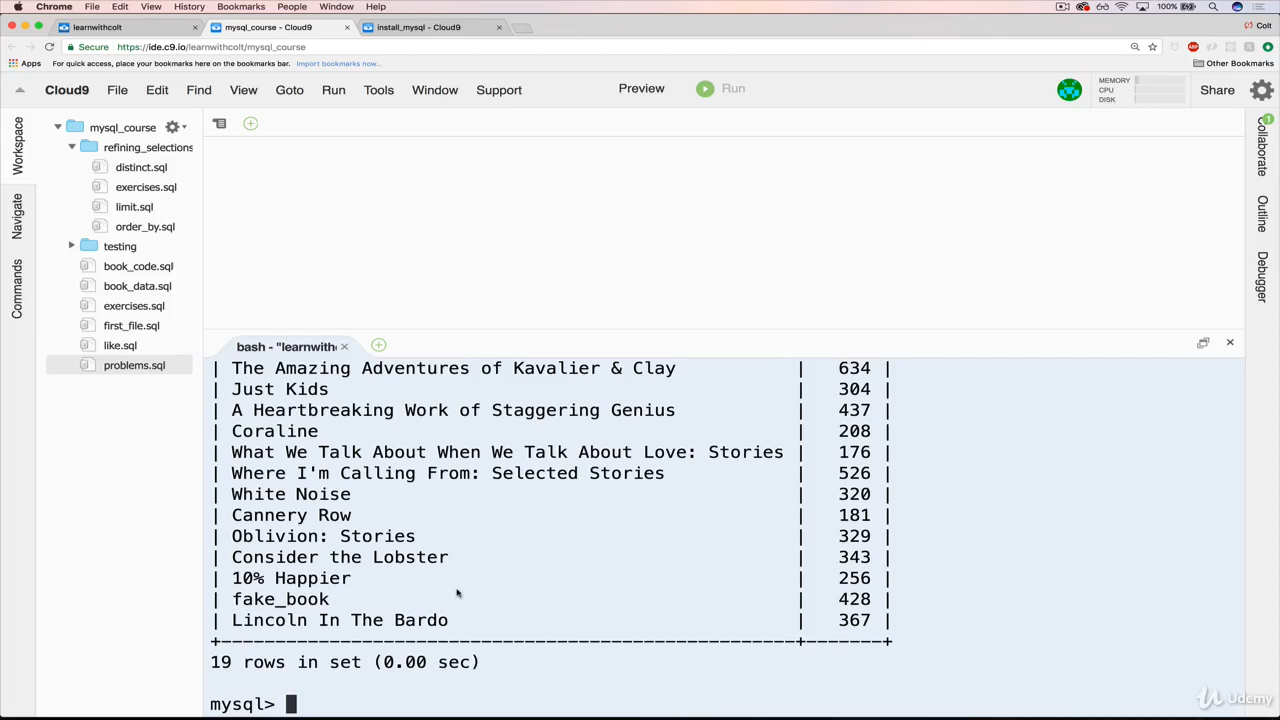 Chrome File Edit View History Bookmarks People Window Help 100%
learnwithcolt mysql_course - Cloud9 install_mysql - Cloud9 Colt
Secure https://ide.c9.io/learnwithcolt/mysql_course
Apps For quick access, place your bookmarks here on the bookmarks bar. Import bookmarks now... Other Bookmarks
Cloud9 File Edit Find View Goto Run Tools Window Support Preview Run MEMORY CPU DISK Share
Workspace
Navigate
Commands
mysql_course
refining_selections
distinct.sql
exercises.sql
limit.sql
order_by.sql
testing
book_code.sql
book_data.sql
exercises.sql
first_file.sql
like.sql
problems.sql
bash - "learnwith
| The Amazing Adventures of Kavalier & Clay | 634 |
| Just Kids | 304 |
| A Heartbreaking Work of Staggering Genius | 437 |
| Coraline | 208 |
| What We Talk About When We Talk About Love: Stories | 176 |
| Where I'm Calling From: Selected Stories | 526 |
| White Noise | 320 |
| Cannery Row | 181 |
| Oblivion: Stories | 329 |
| Consider the Lobster | 343 |
| 10% Happier | 256 |
| fake_book | 428 |
| Lincoln In The Bardo | 367 |
19 rows in set (0.00 sec)
mysql>
Collaborate
1
Outline
Debugger
Udemy